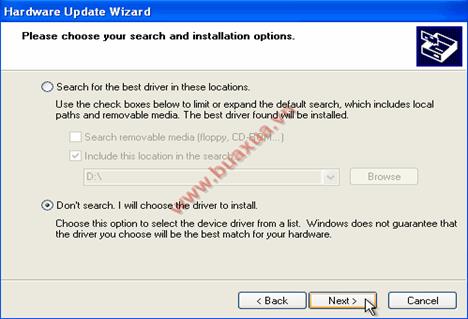 Hardware Update Wizard
Please choose your search and installation options.
Search for the best driver in these locations.
Use the check boxes below to limit or expand the default search, which includes local
paths and removable media. The best driver found will be installed.
Search removable media (floppy, CD-ROM...)
Include this location in the search:
D:\
Browse
Don't search. I will choose the driver to install.
Choose this option to select the device driver from a list. Windows does not guarantee that
the driver you choose will be the best match for your hardware.
< Back
Next >
Cancel
www.buaxua.vn